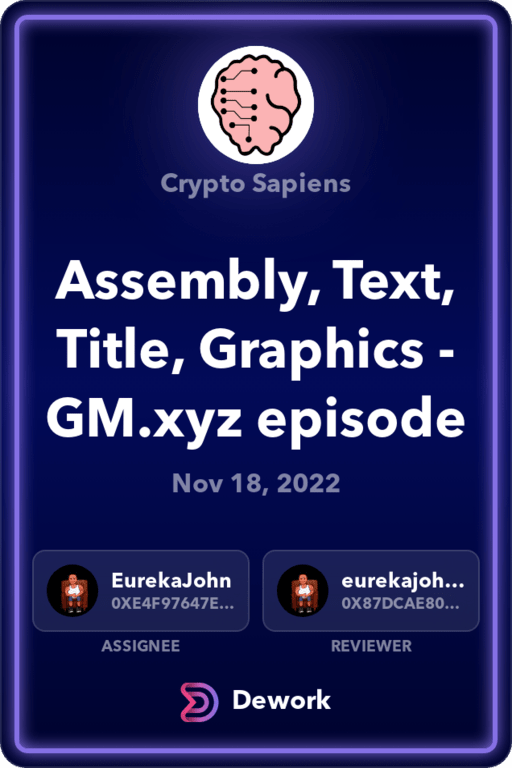 Crypto Sapiens
Assembly, Text,
Title, Graphics -
GM.xyz episode
Nov 18, 2022
EurekaJohn
0XE4F97647E...
eurekajoh...
0X87DCAE80...
ASSIGNEE
REVIEWER
Dework